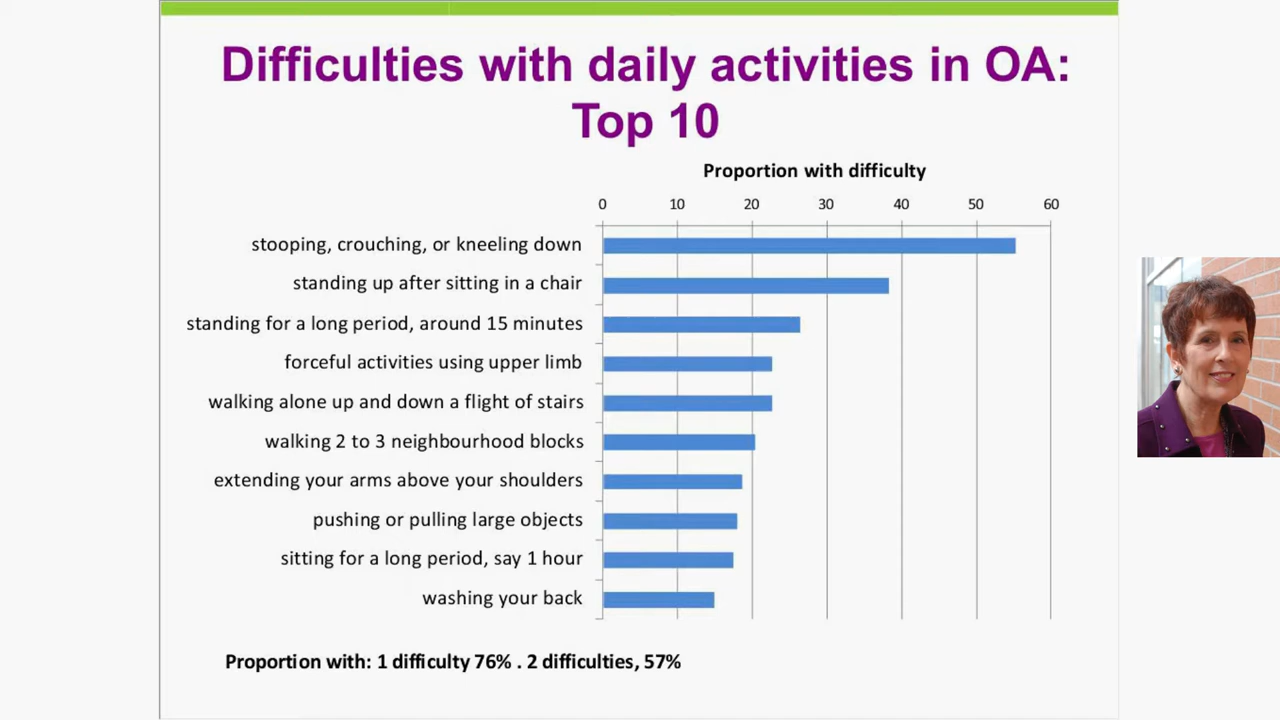 Difficulties with daily activities in OA:
Top 10
Proportion with difficulty
0 10 20 30 40 50 60
stooping, crouching, or kneeling down
standing up after sitting in a chair
standing for a long period, around 15 minutes
forceful activities using upper limb
walking alone up and down a flight of stairs
walking 2 to 3 neighbourhood blocks
extending your arms above your shoulders
pushing or pulling large objects
sitting for a long period, say 1 hour
washing your back
Proportion with: 1 difficulty 76% . 2 difficulties, 57%